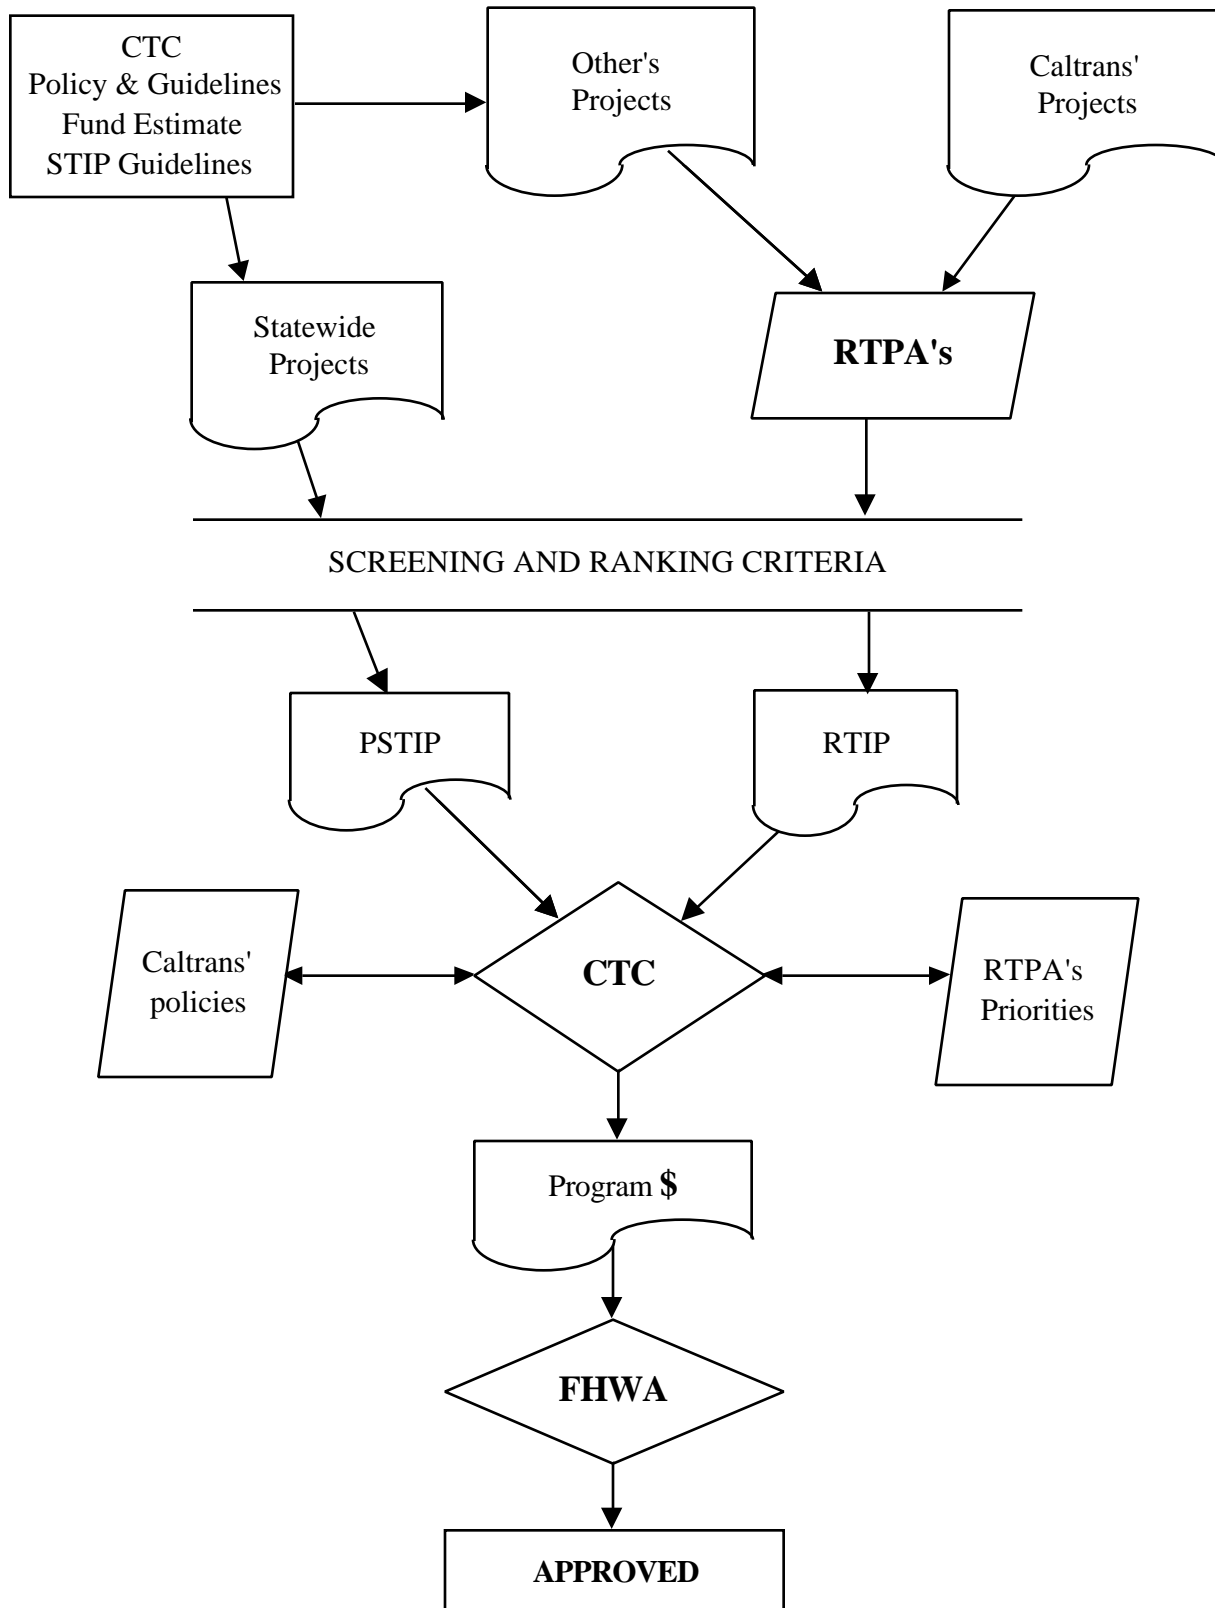 CTC
Policy & Guidelines
Fund Estimate
STIP Guidelines
Other's
Projects
Caltrans'
Projects
Statewide
Projects
RTPA's
SCREENING AND RANKING CRITERIA
PSTIP
RTIP
Caltrans'
policies
CTC
RTPA's
Priorities
Program $
FHWA
APPROVED